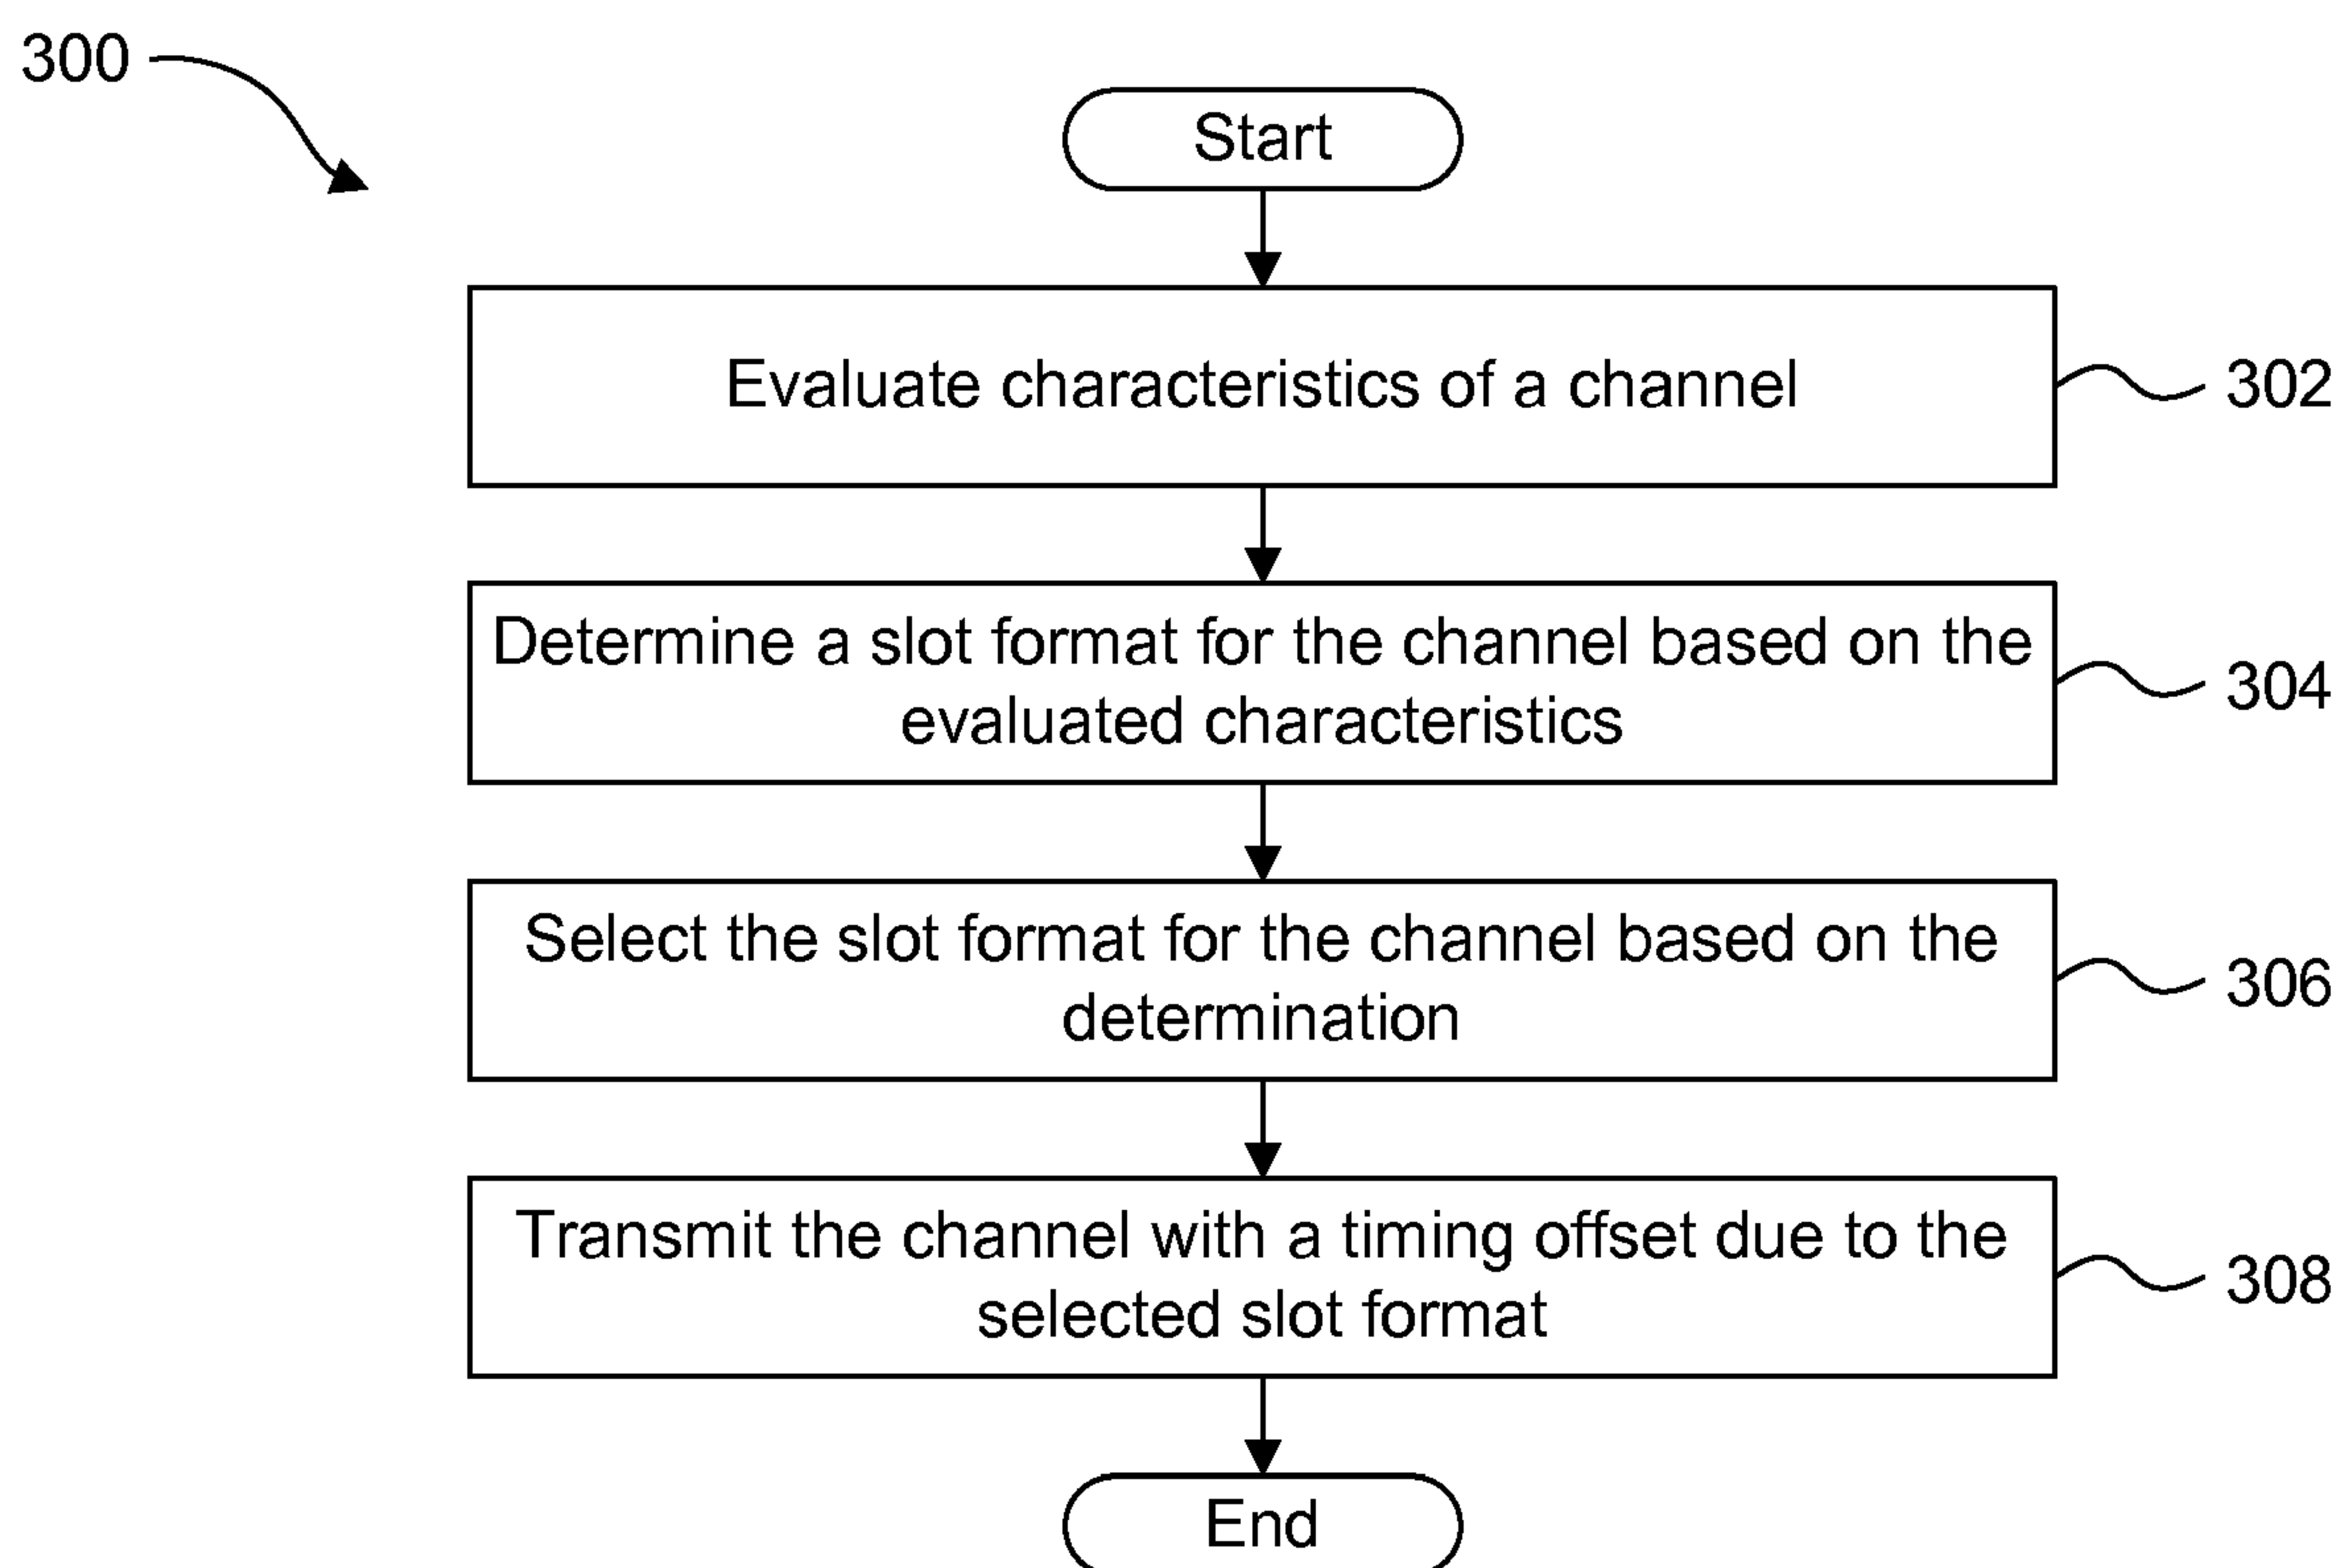 300
Start
Evaluate characteristics of a channel
302
Determine a slot format for the channel based on the
evaluated characteristics
304
Select the slot format for the channel based on the
determination
306
Transmit the channel with a timing offset due to the
selected slot format
308
End